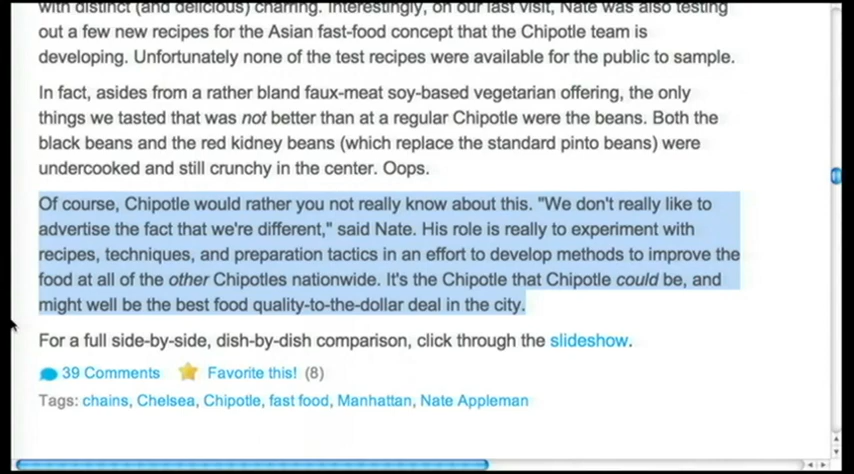 with distinct (and delicious) charring. Interestingly, on our last visit, Nate was also testing
out a few new recipes for the Asian fast-food concept that the Chipotle team is
developing. Unfortunately none of the test recipes were available for the public to sample.
In fact, asides from a rather bland faux-meat soy-based vegetarian offering, the only
things we tasted that was not better than at a regular Chipotle were the beans. Both the
black beans and the red kidney beans (which replace the standard pinto beans) were
undercooked and still crunchy in the center. Oops.
Of course, Chipotle would rather you not really know about this. "We don't really like to
advertise the fact that we're different," said Nate. His role is really to experiment with
recipes, techniques, and preparation tactics in an effort to develop methods to improve the
food at all of the other Chipotles nationwide. It's the Chipotle that Chipotle could be, and
might well be the best food quality-to-the-dollar deal in the city.
For a full side-by-side, dish-by-dish comparison, click through the slideshow.
39 Comments Favorite this! (8)
Tags: chains, Chelsea, Chipotle, fast food, Manhattan, Nate Appleman